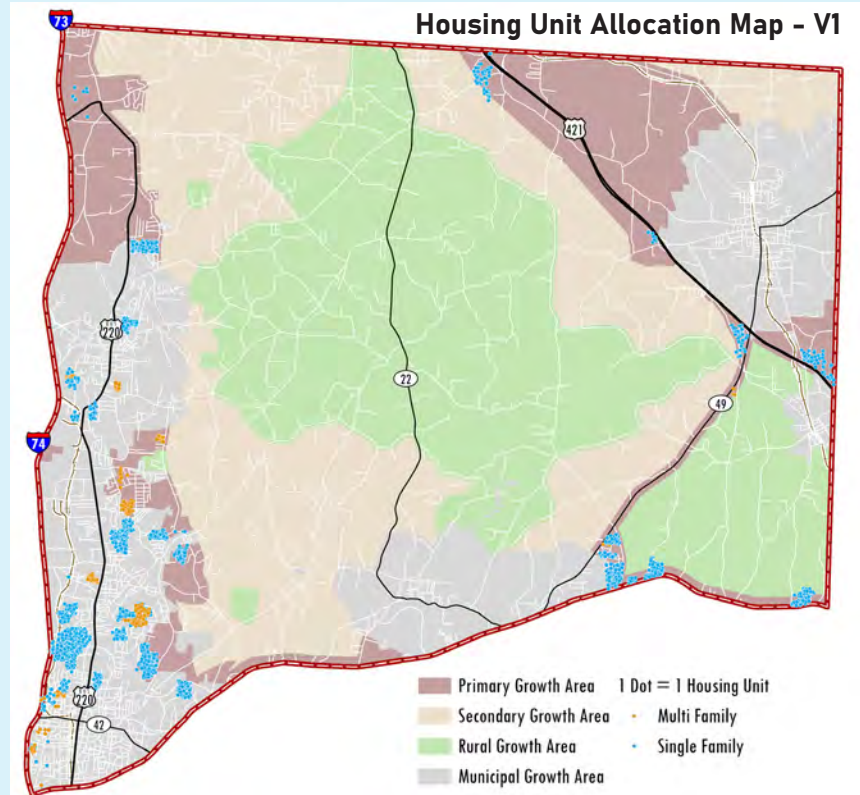 Housing Unit Allocation Map - V1
73
421
220
22
49
74
220
42
Primary Growth Area
1 Dot = 1 Housing Unit
Secondary Growth Area
Multi Family
Rural Growth Area
Single Family
Municipal Growth Area